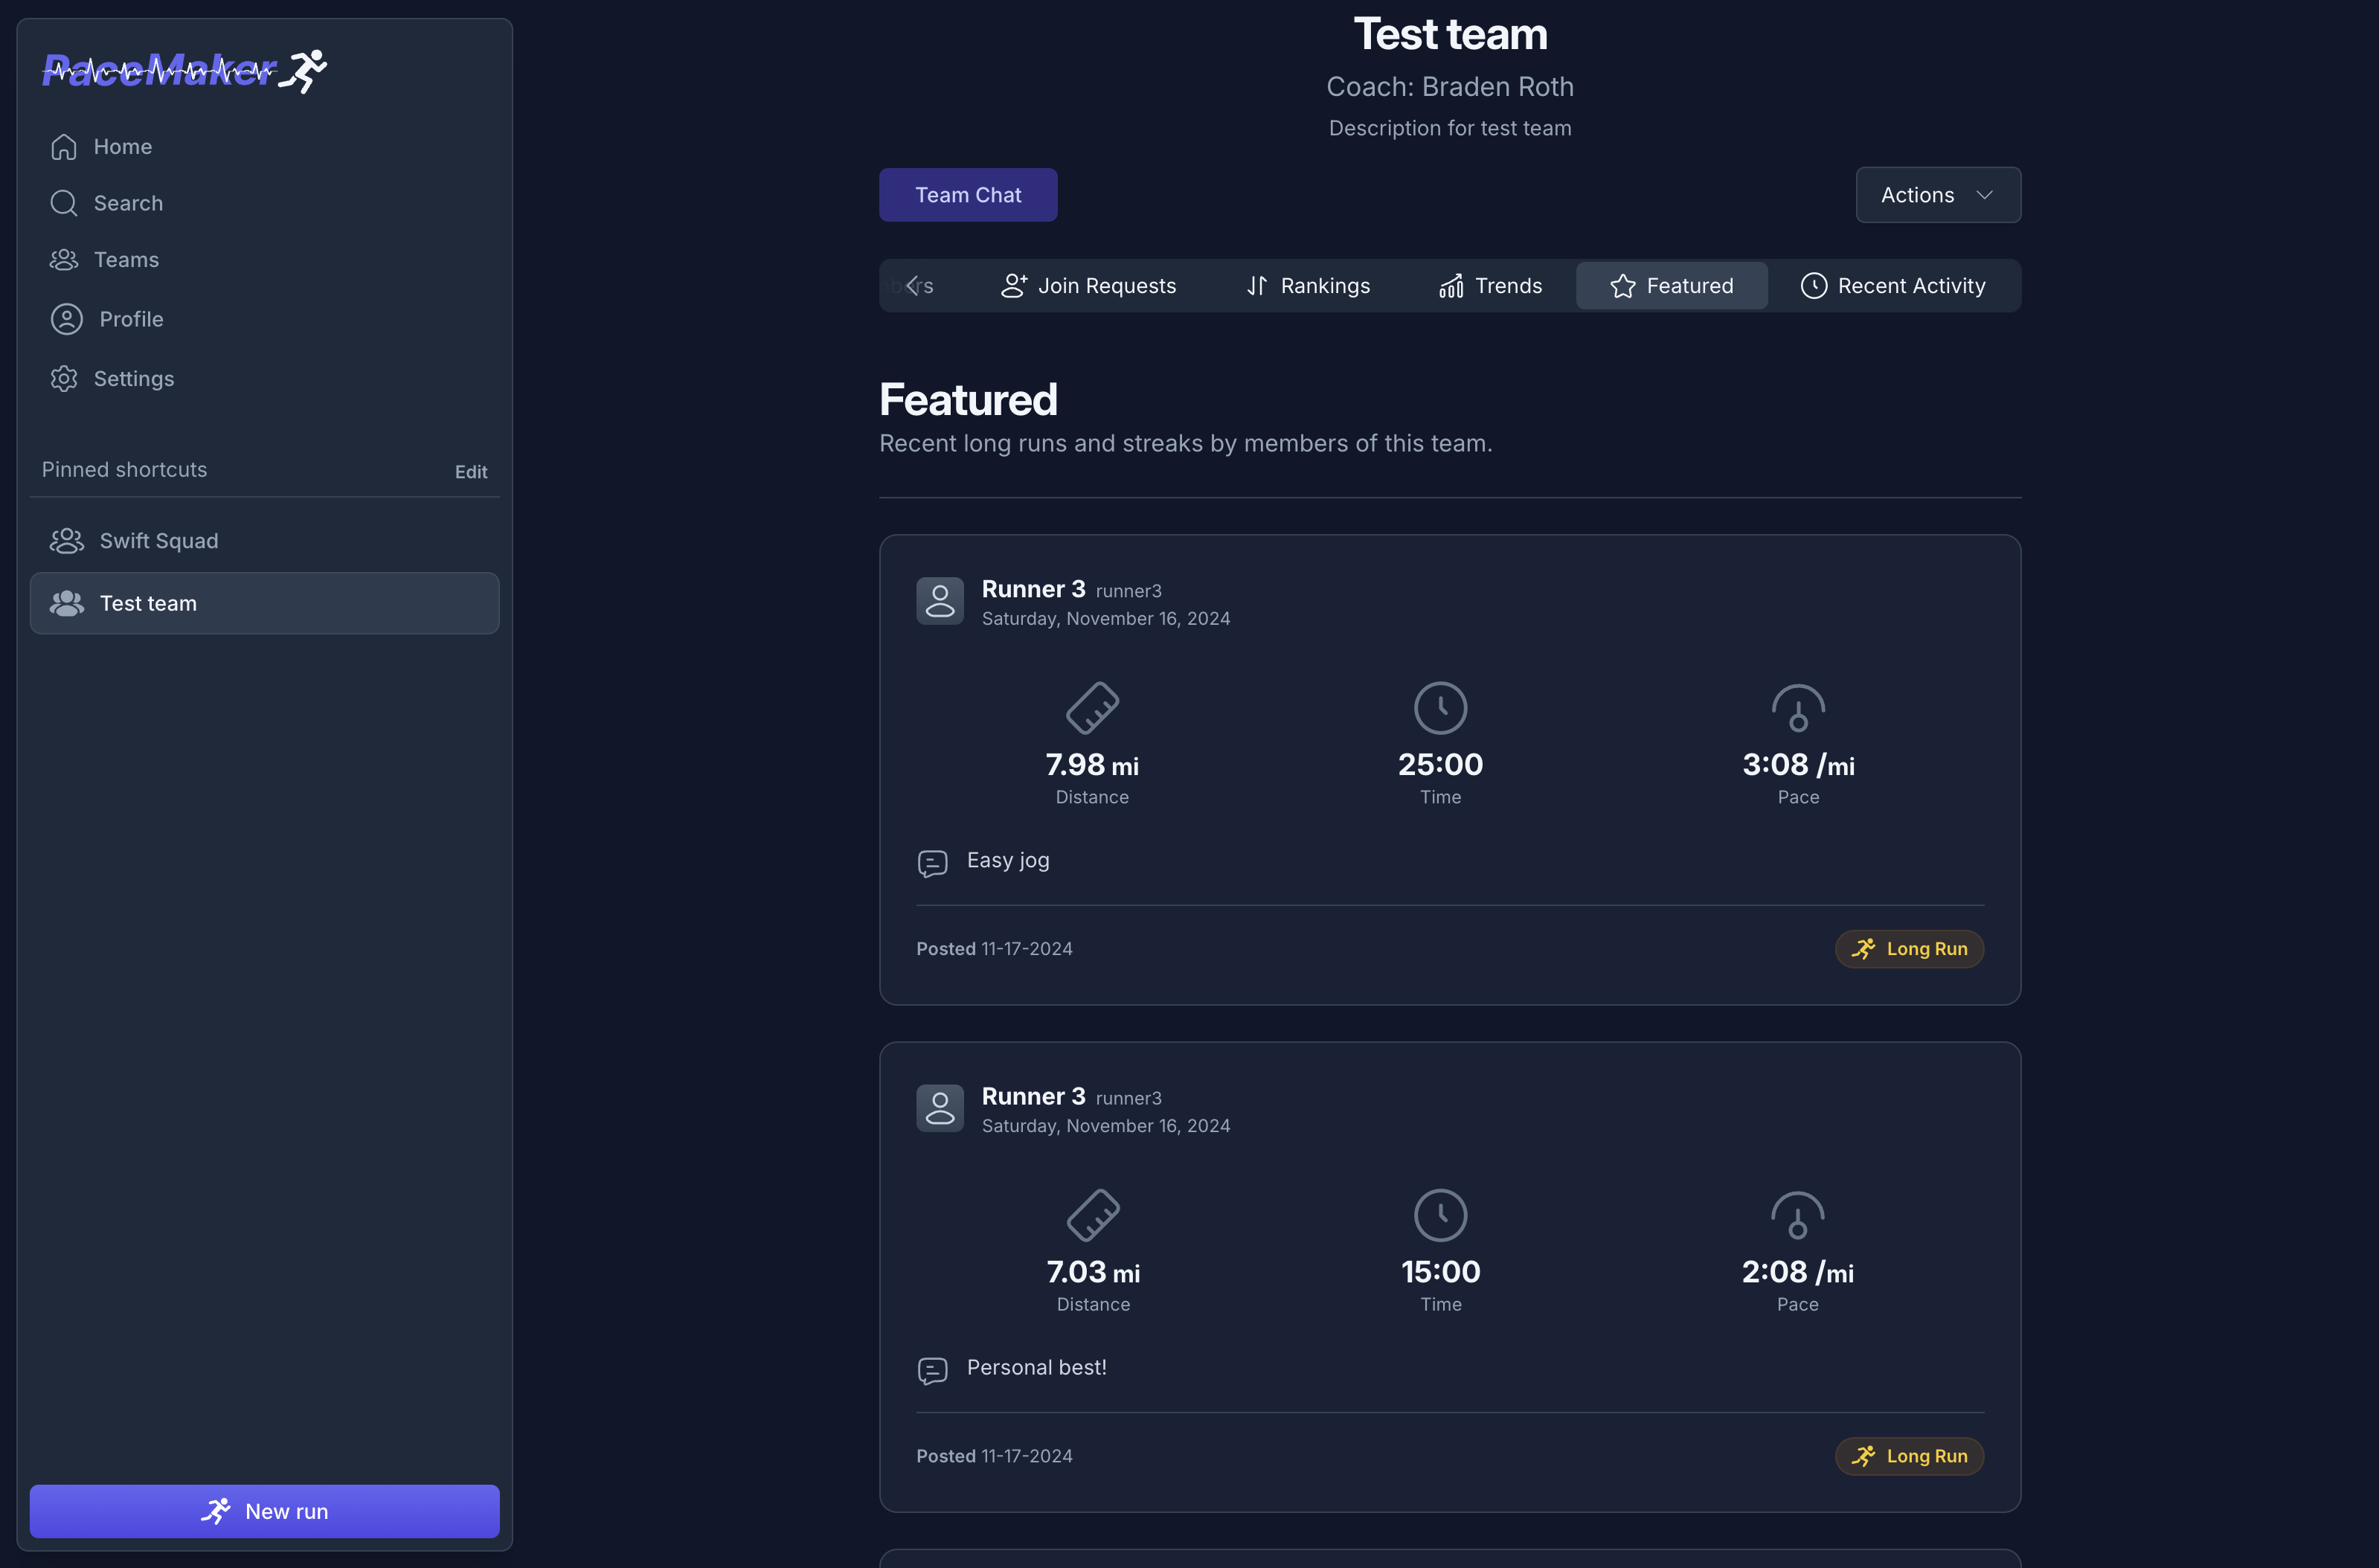 PaceMaker
Home
Search
Teams
Profile
Settings
Pinned shortcuts
Edit
Swift Squad
Test team
New run
Test team
Coach: Braden Roth
Description for test team
Team Chat
Actions
Join Requests
Rankings
Trends
Featured
Recent Activity
Featured
Recent long runs and streaks by members of this team.
Runner 3 runner3
Saturday, November 16, 2024
7.98 mi
Distance
25:00
Time
3:08 /mi
Pace
Easy jog
Posted 11-17-2024
Long Run
Runner 3 runner3
Saturday, November 16, 2024
7.03 mi
Distance
15:00
Time
2:08 /mi
Pace
Personal best!
Posted 11-17-2024
Long Run